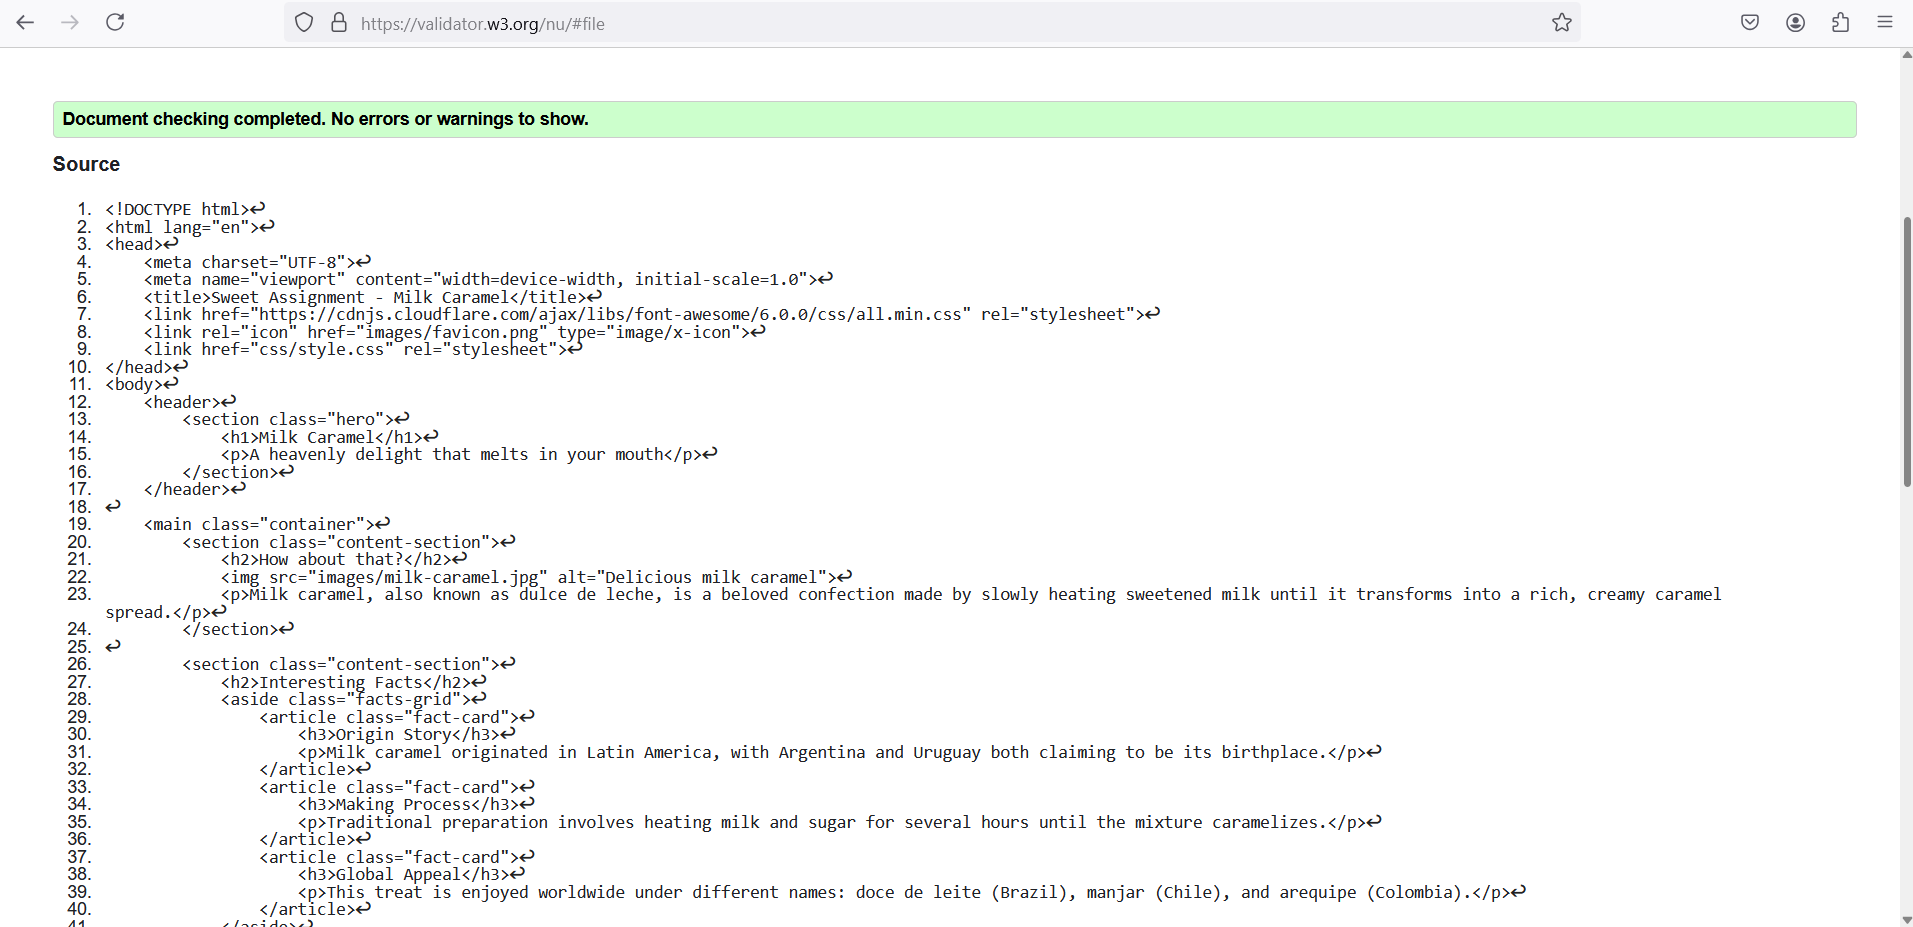 https://validator.w3.org/nu/#file
Document checking completed. No errors or warnings to show.
Source
1. <!DOCTYPE html>↩
2. <html lang="en">↩
3. <head>↩
4.     <meta charset="UTF-8">↩
5.     <meta name="viewport" content="width=device-width, initial-scale=1.0">↩
6.     <title>Sweet Assignment - Milk Caramel</title>↩
7.     <link href="https://cdnjs.cloudflare.com/ajax/libs/font-awesome/6.0.0/css/all.min.css" rel="stylesheet">↩
8.     <link rel="icon" href="images/favicon.png" type="image/x-icon">↩
9.     <link href="css/style.css" rel="stylesheet">↩
10. </head>↩
11. <body>↩
12.     <header>↩
13.         <section class="hero">↩
14.             <h1>Milk Caramel</h1>↩
15.             <p>A heavenly delight that melts in your mouth</p>↩
16.         </section>↩
17.     </header>↩
18. ↩
19.     <main class="container">↩
20.         <section class="content-section">↩
21.             <h2>How about that?</h2>↩
22.             <img src="images/milk-caramel.jpg" alt="Delicious milk caramel">↩
23.             <p>Milk caramel, also known as dulce de leche, is a beloved confection made by slowly heating sweetened milk until it transforms into a rich, creamy caramel
spread.</p>↩
24.         </section>↩
25. ↩
26.         <section class="content-section">↩
27.             <h2>Interesting Facts</h2>↩
28.             <aside class="facts-grid">↩
29.                 <article class="fact-card">↩
30.                     <h3>Origin Story</h3>↩
31.                     <p>Milk caramel originated in Latin America, with Argentina and Uruguay both claiming to be its birthplace.</p>↩
32.                 </article>↩
33.                 <article class="fact-card">↩
34.                     <h3>Making Process</h3>↩
35.                     <p>Traditional preparation involves heating milk and sugar for several hours until the mixture caramelizes.</p>↩
36.                 </article>↩
37.                 <article class="fact-card">↩
38.                     <h3>Global Appeal</h3>↩
39.                     <p>This treat is enjoyed worldwide under different names: doce de leite (Brazil), manjar (Chile), and arequipe (Colombia).</p>↩
40.                 </article>↩
41.             </aside>↩